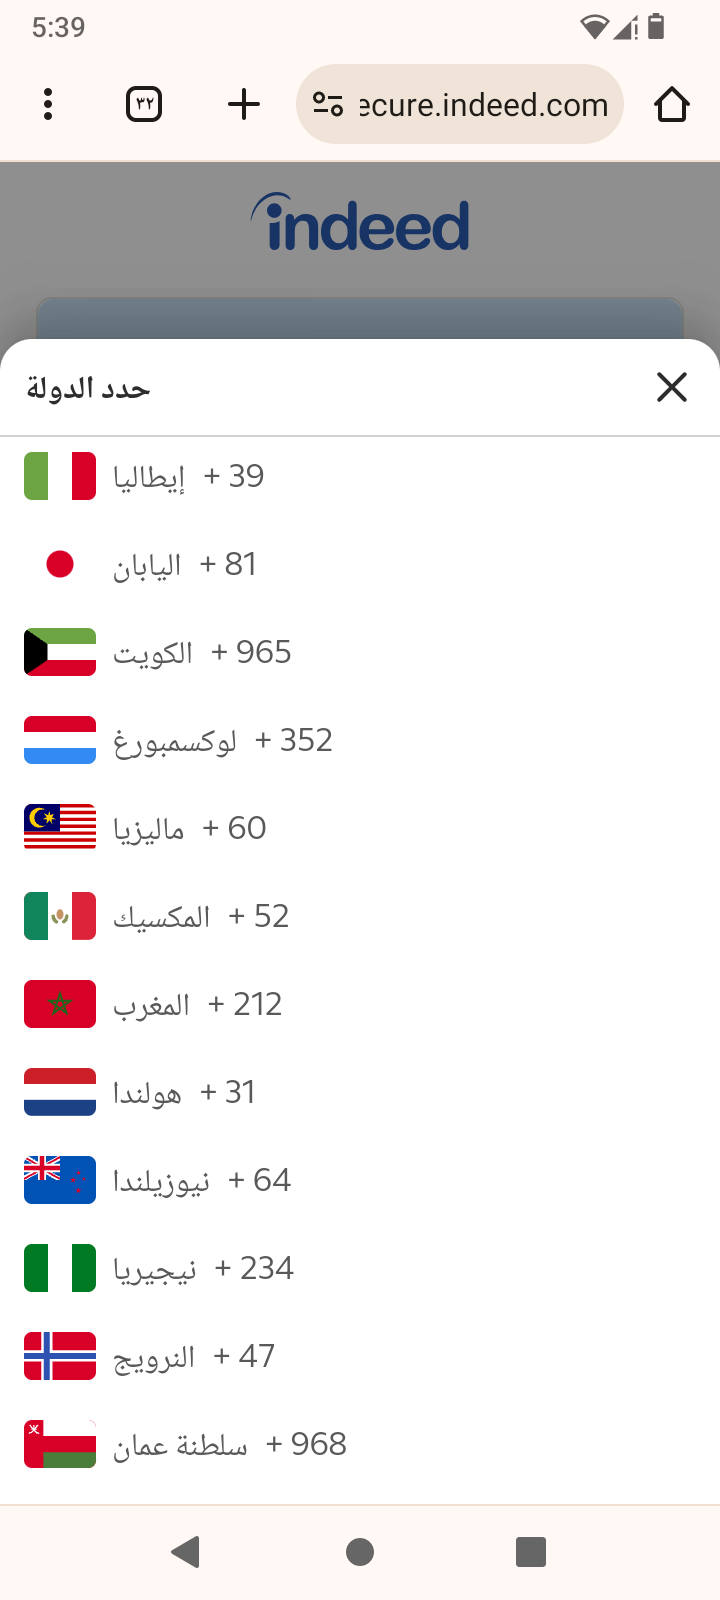 5:39
٣٢
ecure.indeed.com
indeed
حدد الدولة
إيطاليا + 39
اليابان + 81
الكويت + 965
لوكسمبورغ + 352
ماليزيا + 60
المكسيك + 52
المغرب + 212
هولندا + 31
نيوزيلندا + 64
نيجيريا + 234
النرويج + 47
سلطنة عمان + 968